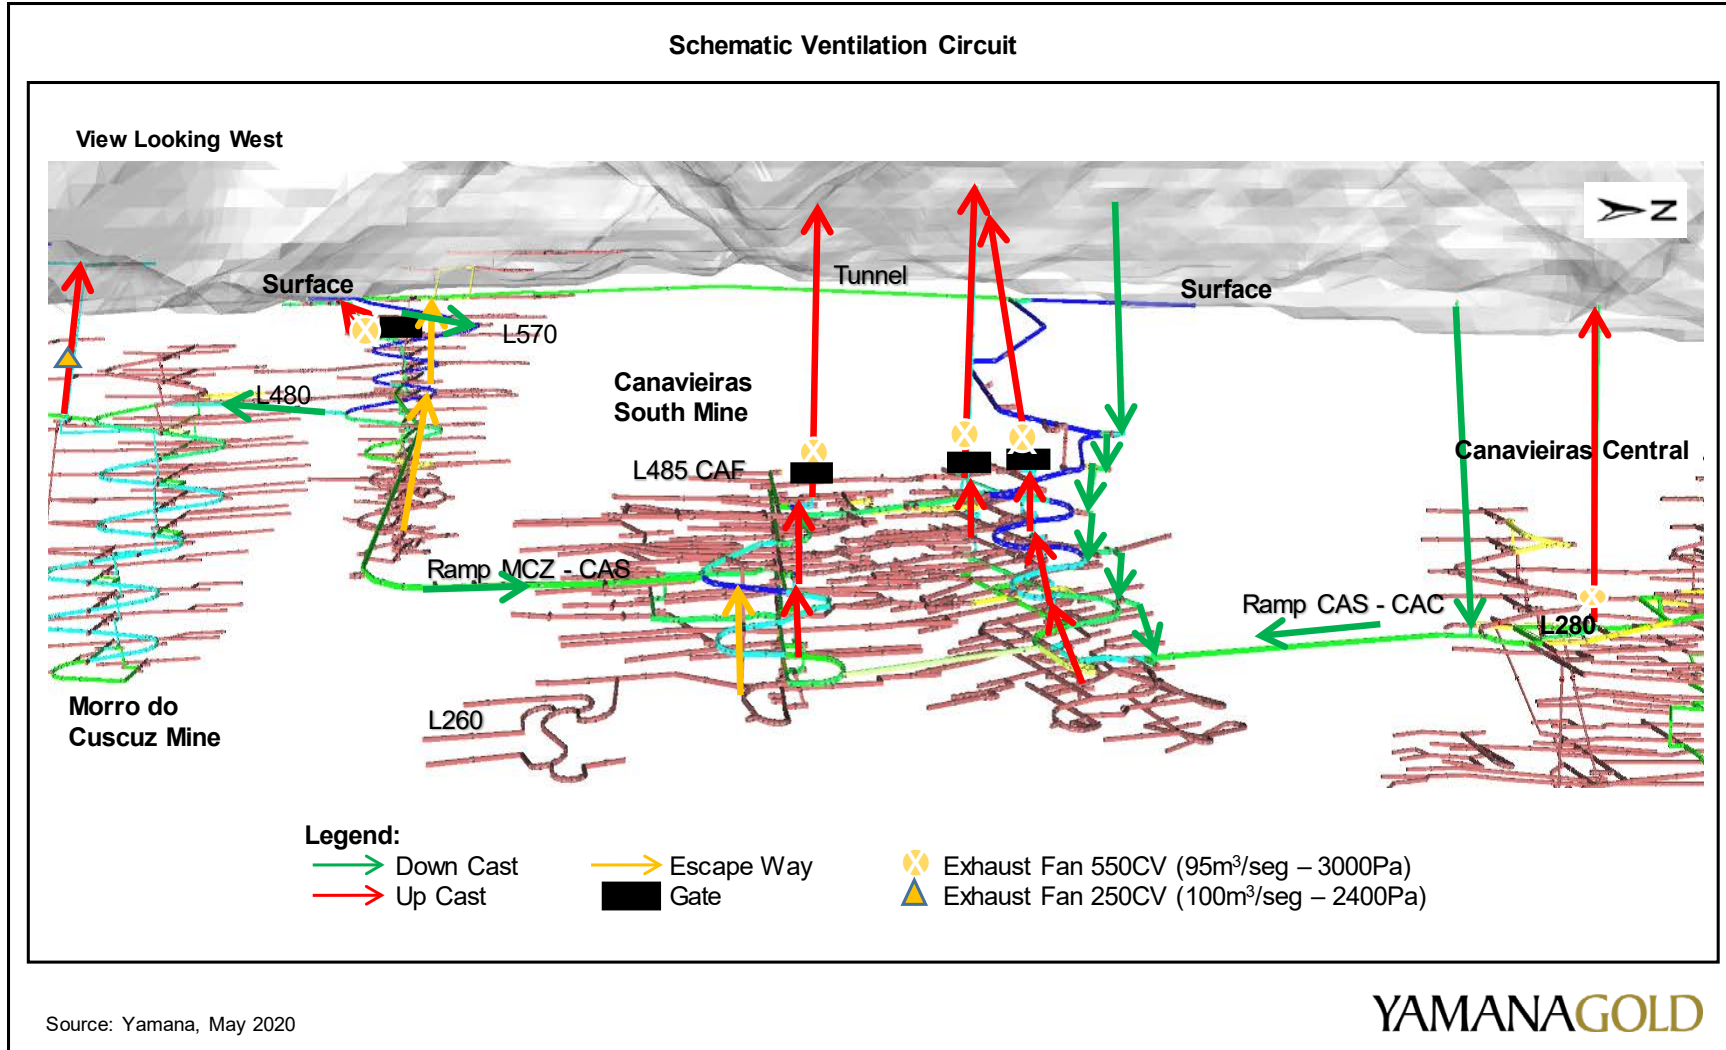 Schematic Ventilation Circuit
View Looking West
Z
Surface
Tunnel
Surface
L570
L480
Canavieiras
South Mine
L485 CAF
Canavieiras Central
Ramp MCZ - CAS
Ramp CAS - CAC
L280
Morro do
Cuscuz Mine
L260
Legend:
Down Cast
Escape Way
Exhaust Fan 550CV (95m³/seg – 3000Pa)
Up Cast
Gate
Exhaust Fan 250CV (100m³/seg – 2400Pa)
Source: Yamana, May 2020
YAMANAGOLD